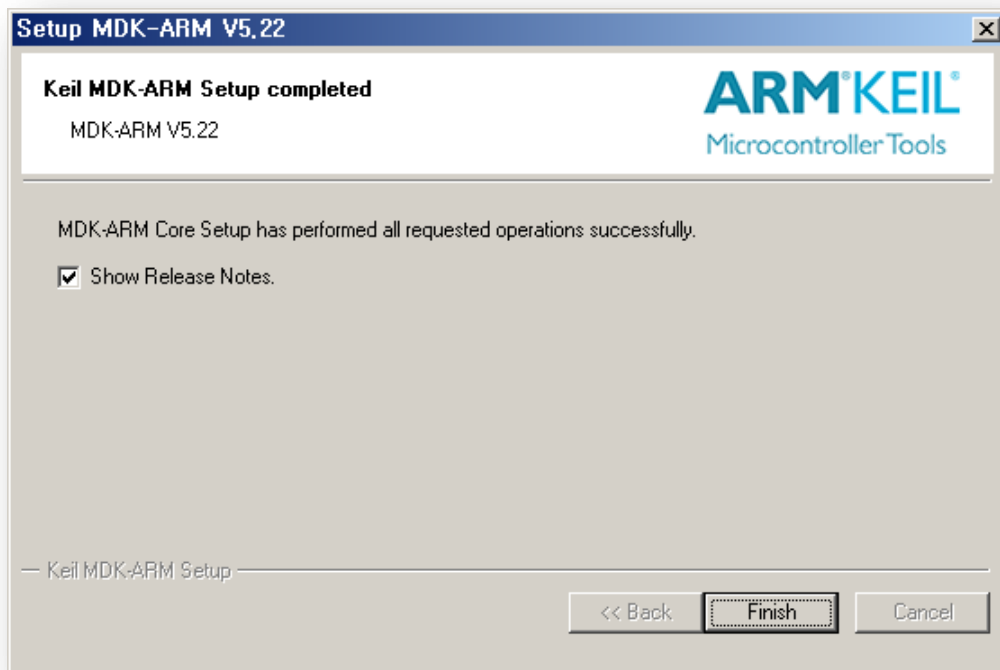 Setup MDK-ARM V5.22
Keil MDK-ARM Setup completed
MDK-ARM V5.22
ARM®KEIL®
Microcontroller Tools
MDK-ARM Core Setup has performed all requested operations successfully.
Show Release Notes.
Keil MDK-ARM Setup
<< Back
Finish
Cancel